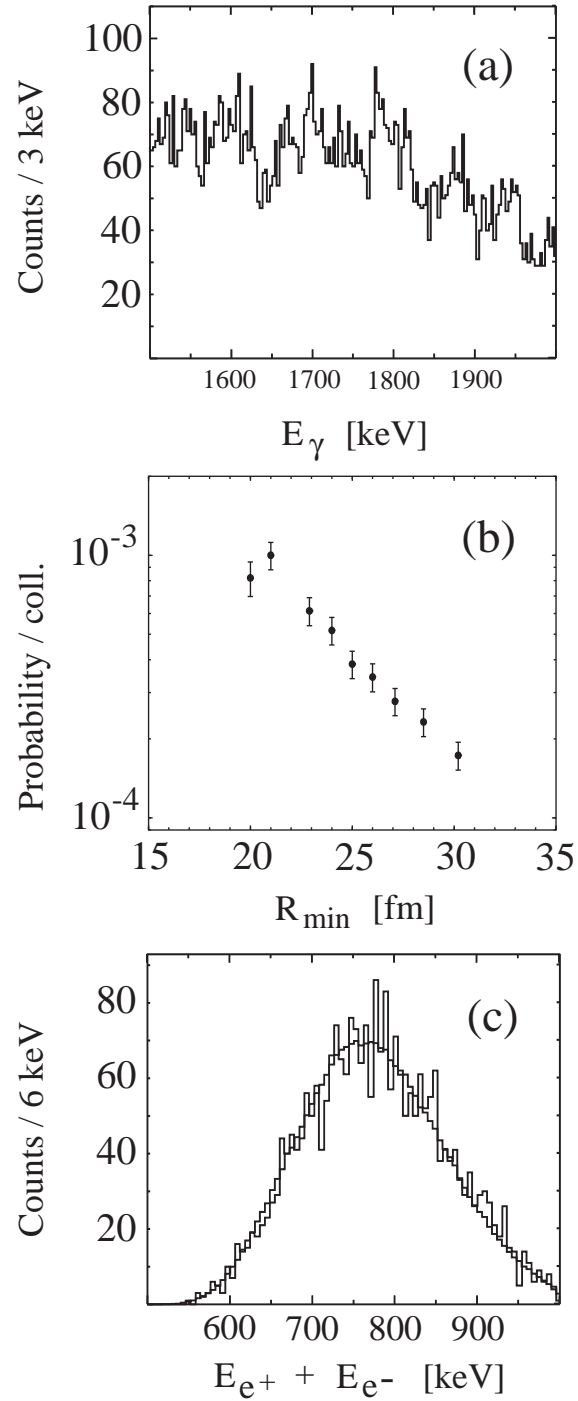 100
(a)
80
60
40
20
Counts / 3 keV
1600 1700 1800 1900
E_γ [keV]
(b)
10^-3
10^-4
Probability / coll.
15 20 25 30 35
R_min [fm]
(c)
80
60
40
20
Counts / 6 keV
600 700 800 900
E_e+ + E_e- [keV]